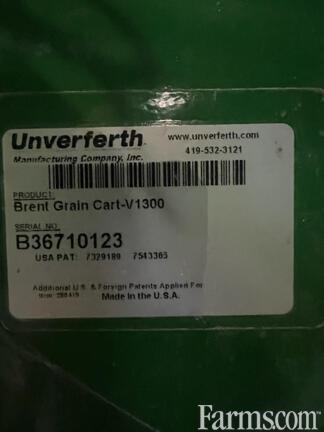 Unverferth
www.unverferth.com
Manufacturing Company, Inc.
419-532-3121
PRODUCT:
Brent Grain Cart-V1300
SERIAL NO.
B36710123
USA PAT: 7329189 7543365
Additional U.S. & Foreign Patents Applied For
Made in the U.S.A.
Farms.com